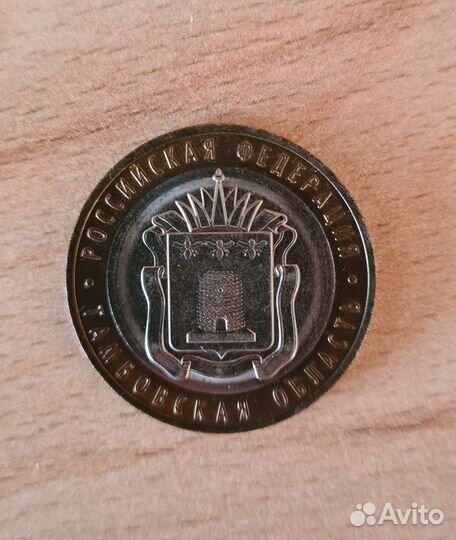 РОССИЙСКАЯ ФЕДЕРАЦИЯ
ТАМБОВСКАЯ ОБЛАСТЬ
Avito